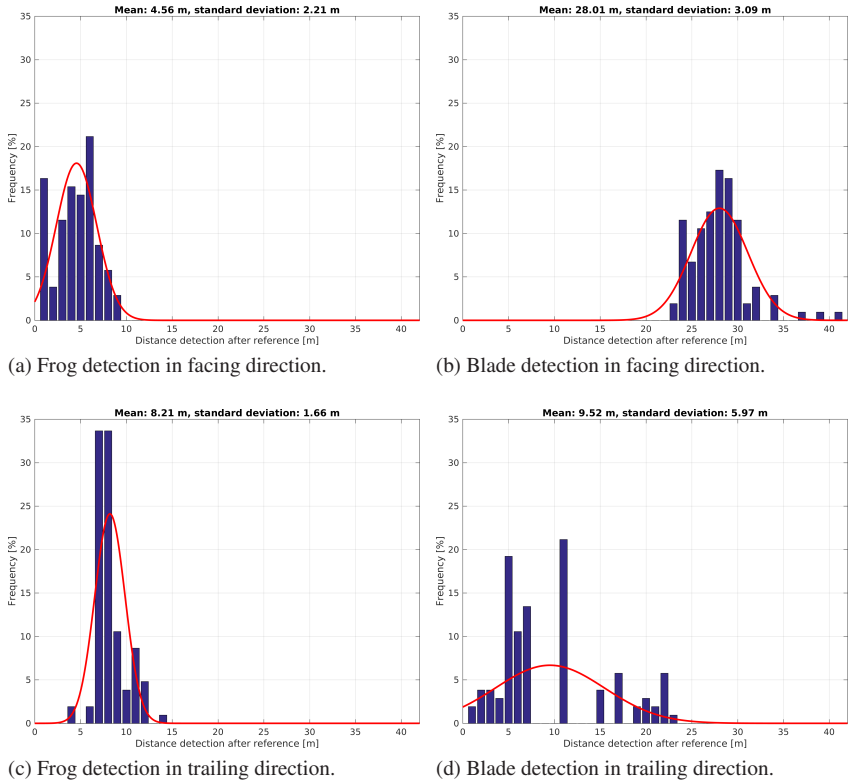 Mean: 4.56 m, standard deviation: 2.21 m
35
30
25
20
15
10
5
0
Frequency [%]
0 5 10 15 20 25 30 35 40
Distance detection after reference [m]
(a) Frog detection in facing direction.
Mean: 28.01 m, standard deviation: 3.09 m
35
30
25
20
15
10
5
0
Frequency [%]
0 5 10 15 20 25 30 35 40
Distance detection after reference [m]
(b) Blade detection in facing direction.
Mean: 8.21 m, standard deviation: 1.66 m
35
30
25
20
15
10
5
0
Frequency [%]
0 5 10 15 20 25 30 35 40
Distance detection after reference [m]
(c) Frog detection in trailing direction.
Mean: 9.52 m, standard deviation: 5.97 m
35
30
25
20
15
10
5
0
Frequency [%]
0 5 10 15 20 25 30 35 40
Distance detection after reference [m]
(d) Blade detection in trailing direction.